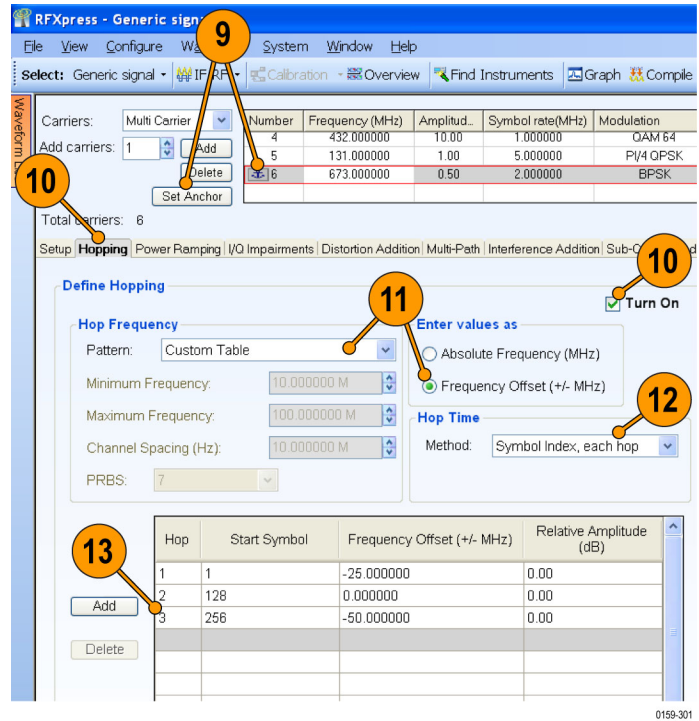 RFXpress - Generic sign
File View Configure Wa System Window Help
Select: Generic signal IF/RF Calibration Overview Find Instruments Graph Compile
9
Carriers: Multi Carrier
Number Frequency (MHz) Amplitud... Symbol rate(MHz) Modulation
4 432.000000 10.00 1.000000 QAM 64
Add carriers: 1 Add
5 131.000000 1.00 5.000000 PI/4 QPSK
Delete
6 673.000000 0.50 2.000000 BPSK
10
Set Anchor
Total carriers: 6
Setup Hopping Power Ramping I/Q Impairments Distortion Addition Multi-Path Interference Addition Sub-C
10
Define Hopping
Turn On
11
Hop Frequency
Enter values as
Pattern: Custom Table
Absolute Frequency (MHz)
Minimum Frequency: 10.000000 M
Frequency Offset (+/- MHz)
12
Maximum Frequency: 100.000000 M
Hop Time
Channel Spacing (Hz): 10.000000 M
Method: Symbol Index, each hop
PRBS: 7
13
Hop Start Symbol Frequency Offset (+/- MHz) Relative Amplitude (dB)
1 1 -25.000000 0.00
2 128 0.000000 0.00
Add
3 256 -50.000000 0.00
Delete
0159-301